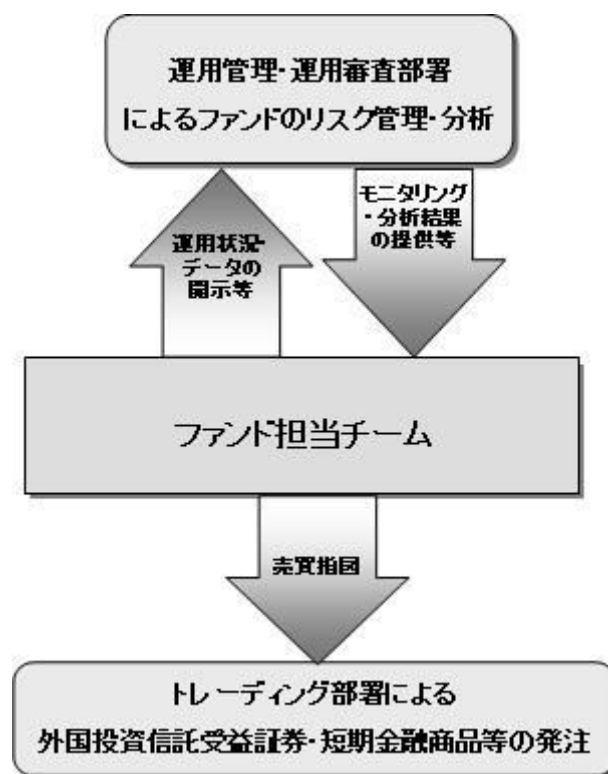 運用管理・運用審査部署
によるファンドのリスク管理・分析
運用状況・
データの
開示等
モニタリング
・分析結果
の提供等
ファンド担当チーム
売買指図
トレーディング部署による
外国投資信託受益証券・短期金融商品等の発注